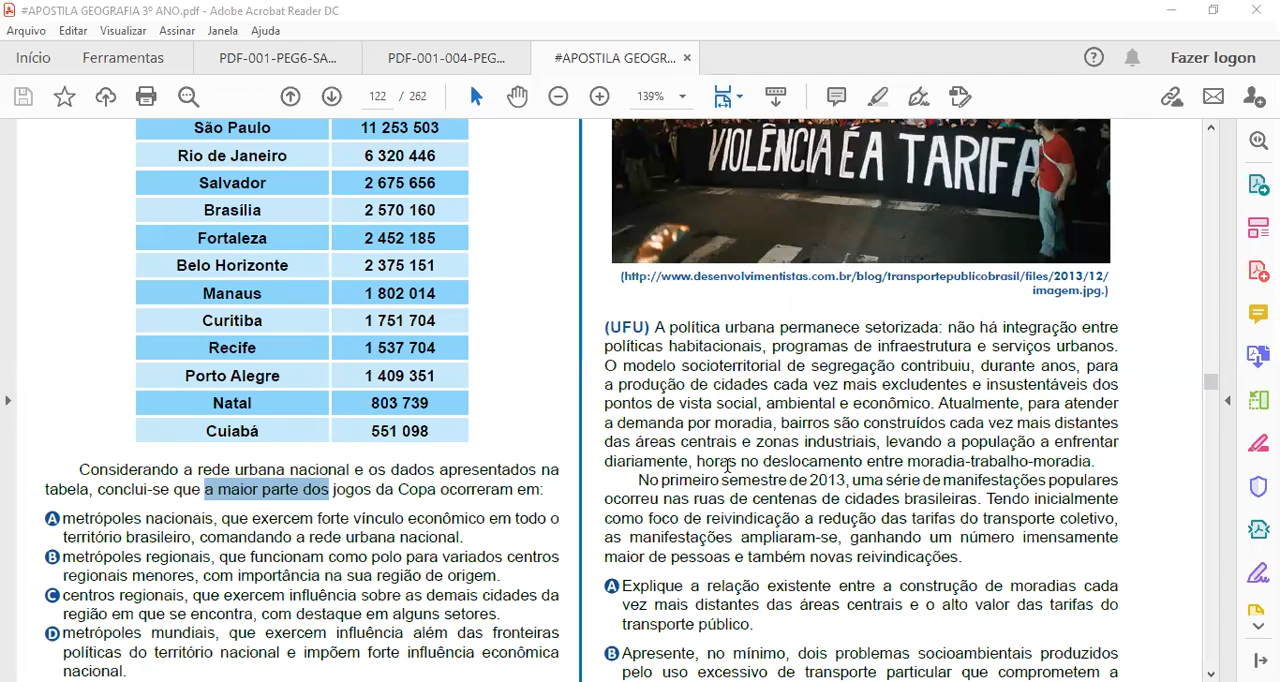 #APOSTILA GEOGRAFIA 3º ANO.pdf - Adobe Acrobat Reader DC
Arquivo Editar Visualizar Assinar Janela Ajuda
Início Ferramentas PDF-001-PEG6-SA... PDF-001-004-PEG... #APOSTILA GEOGR... × Fazer logon
122 / 262 139%
São Paulo 11 253 503
Rio de Janeiro 6 320 446
Salvador 2 675 656
Brasília 2 570 160
Fortaleza 2 452 185
Belo Horizonte 2 375 151
Manaus 1 802 014
Curitiba 1 751 704
Recife 1 537 704
Porto Alegre 1 409 351
Natal 803 739
Cuiabá 551 098
Considerando a rede urbana nacional e os dados apresentados na
tabela, conclui-se que a maior parte dos jogos da Copa ocorreram em:
A metrópoles nacionais, que exercem forte vínculo econômico em todo o
território brasileiro, comandando a rede urbana nacional.
B metrópoles regionais, que funcionam como polo para variados centros
regionais menores, com importância na sua região de origem.
C centros regionais, que exercem influência sobre as demais cidades da
região em que se encontra, com destaque em alguns setores.
D metrópoles mundiais, que exercem influência além das fronteiras
políticas do território nacional e impõem forte influência econômica
nacional.
VIOLÊNCIA É A TARIFA
(http://www.desenvolvimentistas.com.br/blog/transportepublicobrasil/files/2013/12/
imagem.jpg.)
(UFU) A política urbana permanece setorizada: não há integração entre
políticas habitacionais, programas de infraestrutura e serviços urbanos.
O modelo socioterritorial de segregação contribuiu, durante anos, para
a produção de cidades cada vez mais excludentes e insustentáveis dos
pontos de vista social, ambiental e econômico. Atualmente, para atender
a demanda por moradia, bairros são construídos cada vez mais distantes
das áreas centrais e zonas industriais, levando a população a enfrentar
diariamente, horas no deslocamento entre moradia-trabalho-moradia.
No primeiro semestre de 2013, uma série de manifestações populares
ocorreu nas ruas de centenas de cidades brasileiras. Tendo inicialmente
como foco de reivindicação a redução das tarifas do transporte coletivo,
as manifestações ampliaram-se, ganhando um número imensamente
maior de pessoas e também novas reivindicações.
A Explique a relação existente entre a construção de moradias cada
vez mais distantes das áreas centrais e o alto valor das tarifas do
transporte público.
B Apresente, no mínimo, dois problemas socioambientais produzidos
pelo uso excessivo de transporte particular que comprometem a